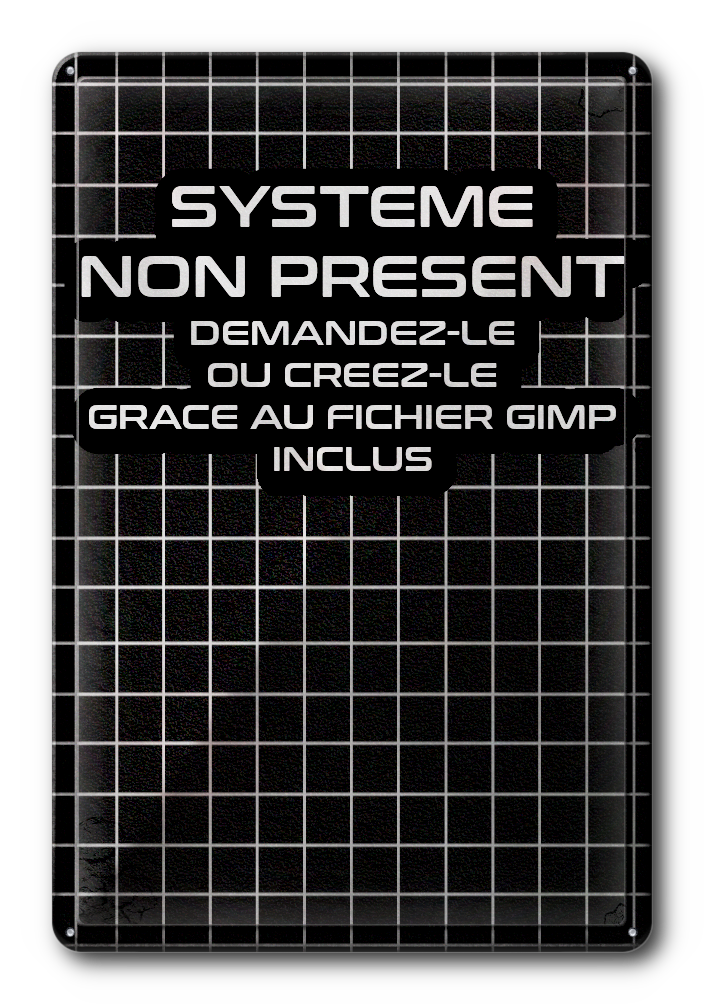 SYSTEME
NON PRESENT
DEMANDEZ-LE
OU CREEZ-LE
GRACE AU FICHIER GIMP
INCLUS